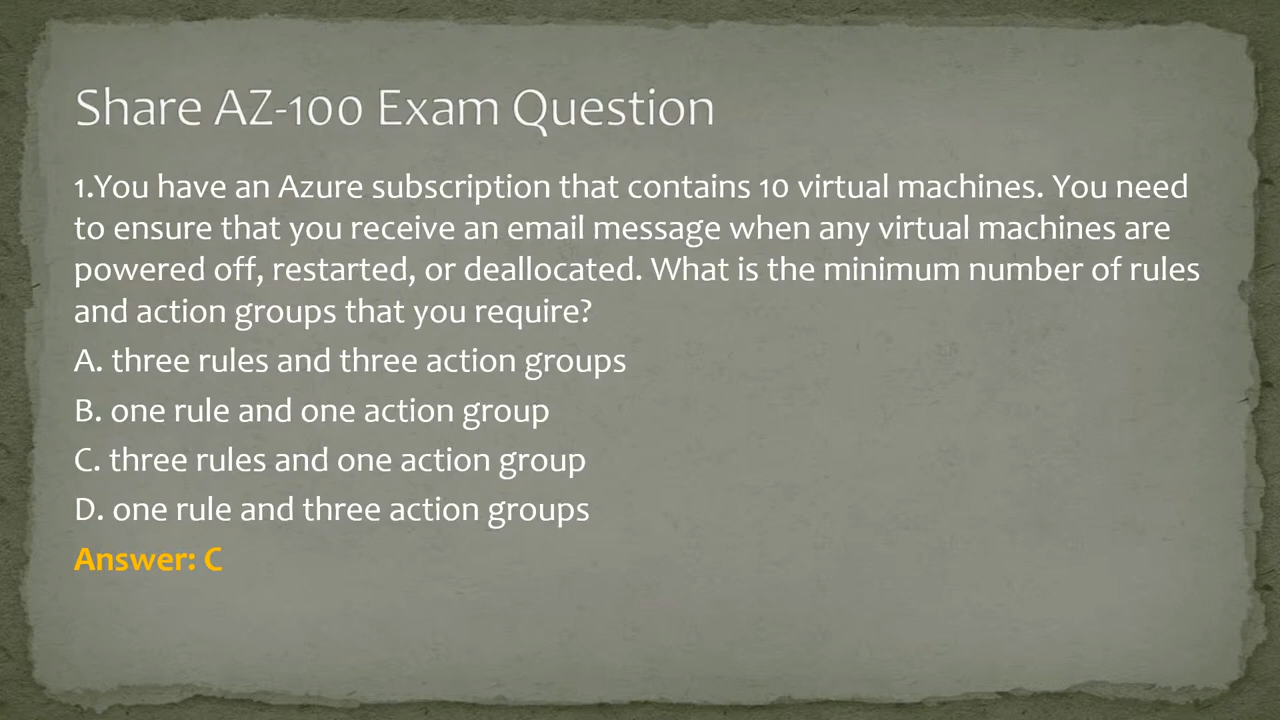 Share AZ-100 Exam Question
1.You have an Azure subscription that contains 10 virtual machines. You need
to ensure that you receive an email message when any virtual machines are
powered off, restarted, or deallocated. What is the minimum number of rules
and action groups that you require?
A. three rules and three action groups
B. one rule and one action group
C. three rules and one action group
D. one rule and three action groups
Answer: C